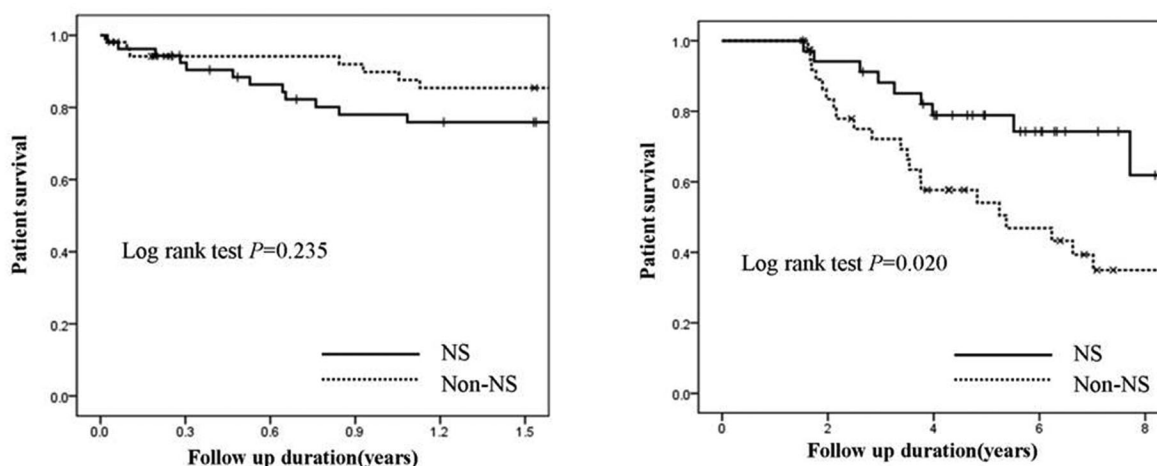 1.0
0.8
0.6
0.4
0.2
0.0
Patient survival
Log rank test P=0.235
NS
Non-NS
0.0 0.3 0.6 0.9 1.2 1.5
Follow up duration(years)
1.0
0.8
0.6
0.4
0.2
0.0
Patient survival
Log rank test P=0.020
NS
Non-NS
0 2 4 6 8
Follow up duration(years)